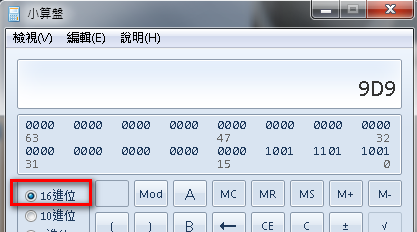 小算盤
檢視(V) 編輯(E) 說明(H)
9D9
0000 0000 0000 0000 0000 0000 0000 0000
63 47 32
0000 0000 0000 0000 0000 1001 1101 1001
31 15 0
16進位 Mod A MC MR MS M+ M-
10進位 ( ) B ← CE C ± √